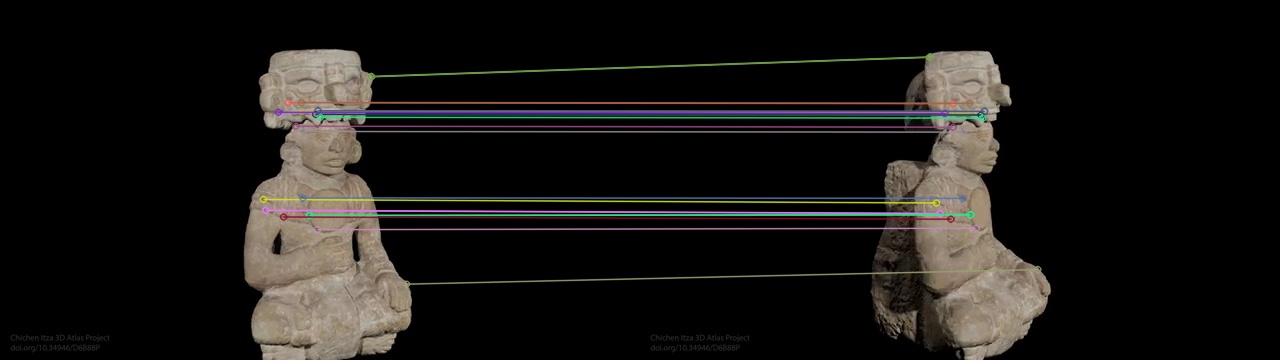 Chichen Itza 3D Atlas Project
doi.org/10.34946/D6B88P
Chichen Itza 3D Atlas Project
doi.org/10.34946/D6B88P